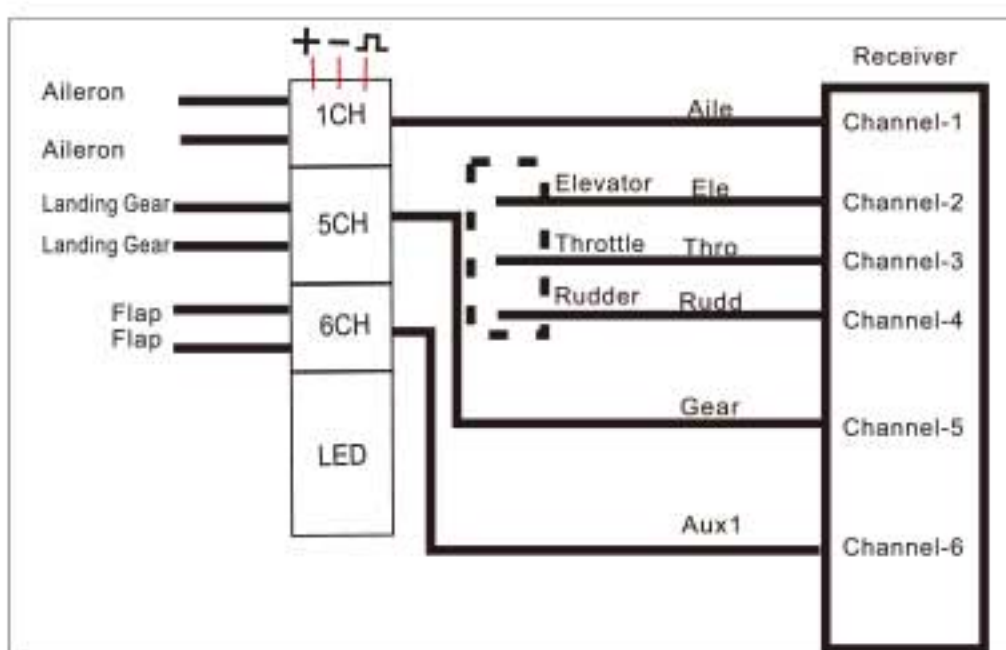 + −
Receiver
Aileron
1CH
Aile
Channel-1
Aileron
Landing Gear
5CH
Elevator
Ele
Channel-2
Landing Gear
Throttle
Thro
Channel-3
Flap
6CH
Rudder
Rudd
Channel-4
Flap
Gear
Channel-5
LED
Aux1
Channel-6